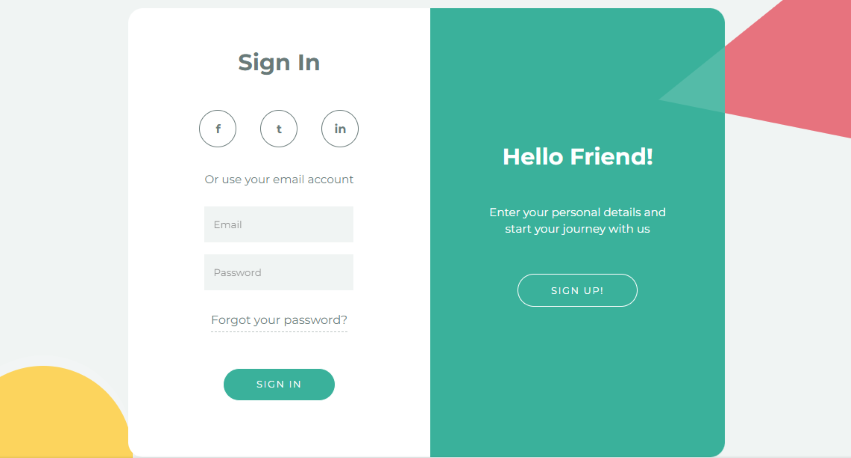 Sign In
f
t
in
Or use your email account
Email
Password
Forgot your password?
SIGN IN
Hello Friend!
Enter your personal details and
start your journey with us
SIGN UP!